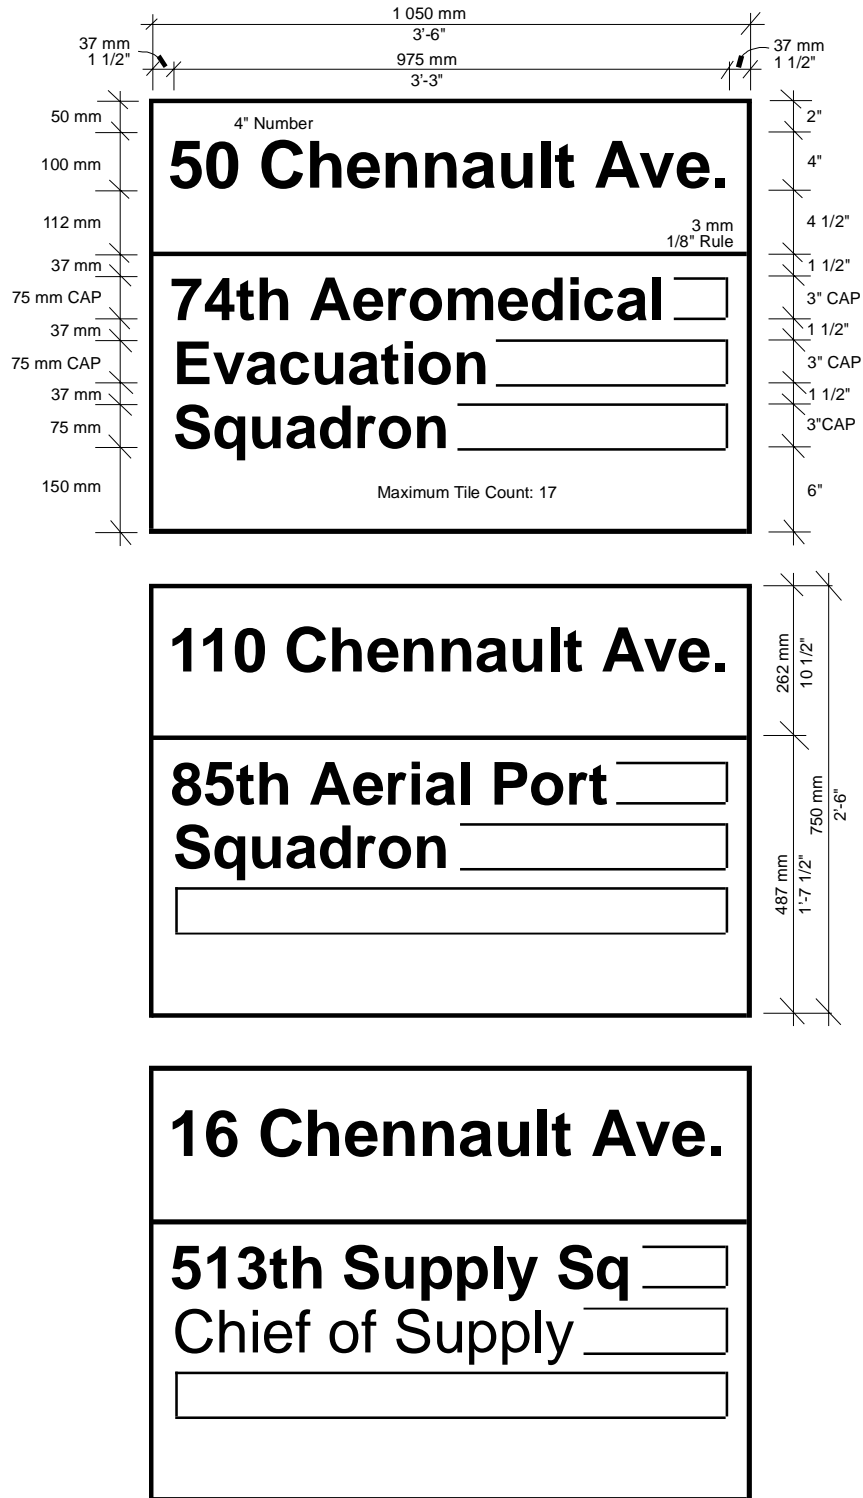 1 050 mm
3'-6"
37 mm
1 1/2"
975 mm
3'-3"
37 mm
1 1/2"
50 mm
4" Number
2"
100 mm
50 Chennault Ave.
4"
112 mm
3 mm
1/8" Rule
4 1/2"
37 mm
1 1/2"
75 mm CAP
74th Aeromedical
3" CAP
37 mm
1 1/2"
75 mm CAP
Evacuation
3" CAP
37 mm
1 1/2"
75 mm
Squadron
3"CAP
150 mm
Maximum Tile Count: 17
6"
110 Chennault Ave.
262 mm
10 1/2"
85th Aerial Port
Squadron
750 mm
2'-6"
487 mm
1'-7 1/2"
16 Chennault Ave.
513th Supply Sq
Chief of Supply